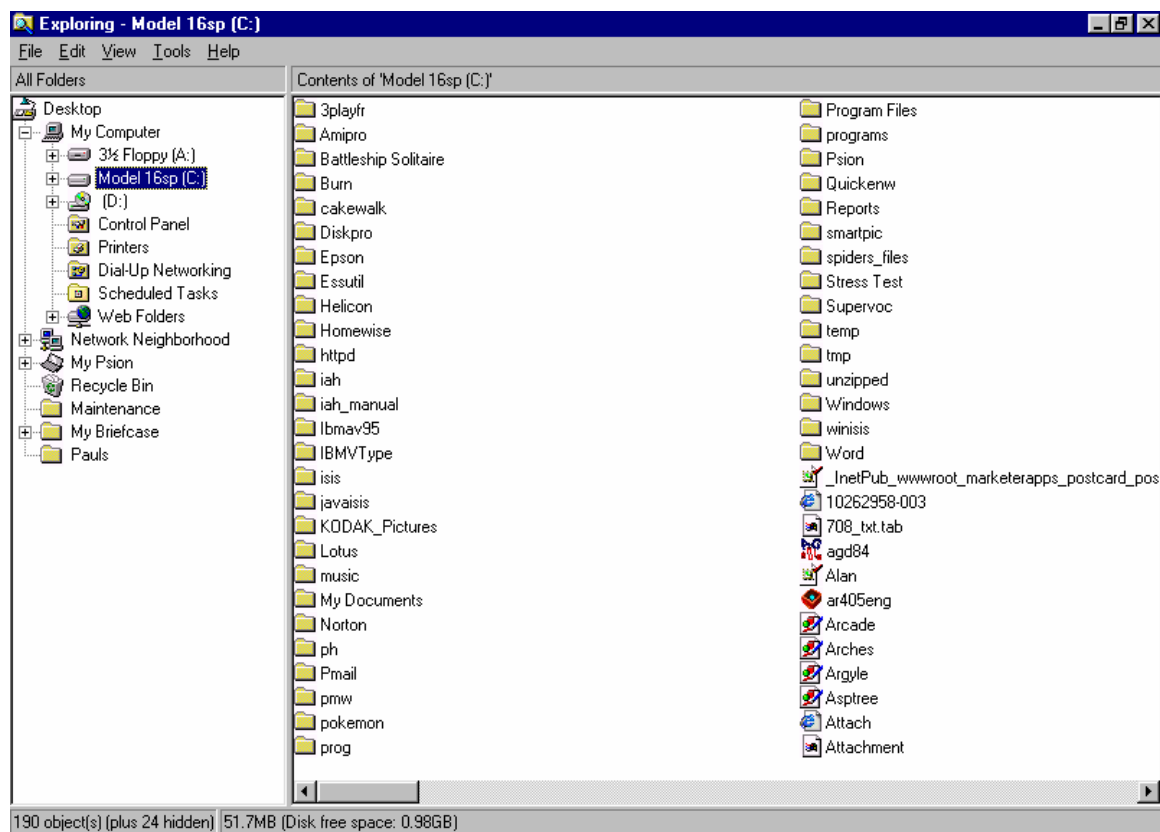 Exploring - Model 16sp (C:)
File Edit View Tools Help
All Folders
Contents of 'Model 16sp (C:)'
Desktop
My Computer
3½ Floppy (A:)
Model 16sp (C:)
(D:)
Control Panel
Printers
Dial-Up Networking
Scheduled Tasks
Web Folders
Network Neighborhood
My Psion
Recycle Bin
Maintenance
My Briefcase
Pauls
3playfr
Amipro
Battleship Solitaire
Burn
cakewalk
Diskpro
Epson
Essutil
Helicon
Homewise
httpd
iah
iah_manual
Ibmav95
IBMVType
isis
javaisis
KODAK_Pictures
Lotus
music
My Documents
Norton
ph
Pmail
pmw
pokemon
prog
Program Files
programs
Psion
Quickenw
Reports
smartpic
spiders_files
Stress Test
Supervoc
temp
tmp
unzipped
Windows
winisis
Word
_InetPub_wwwroot_marketerapps_postcard_pos
10262958-003
708_txt.tab
agd84
Alan
ar405eng
Arcade
Arches
Argyle
Asptree
Attach
Attachment
190 object(s) (plus 24 hidden) 51.7MB (Disk free space: 0.98GB)